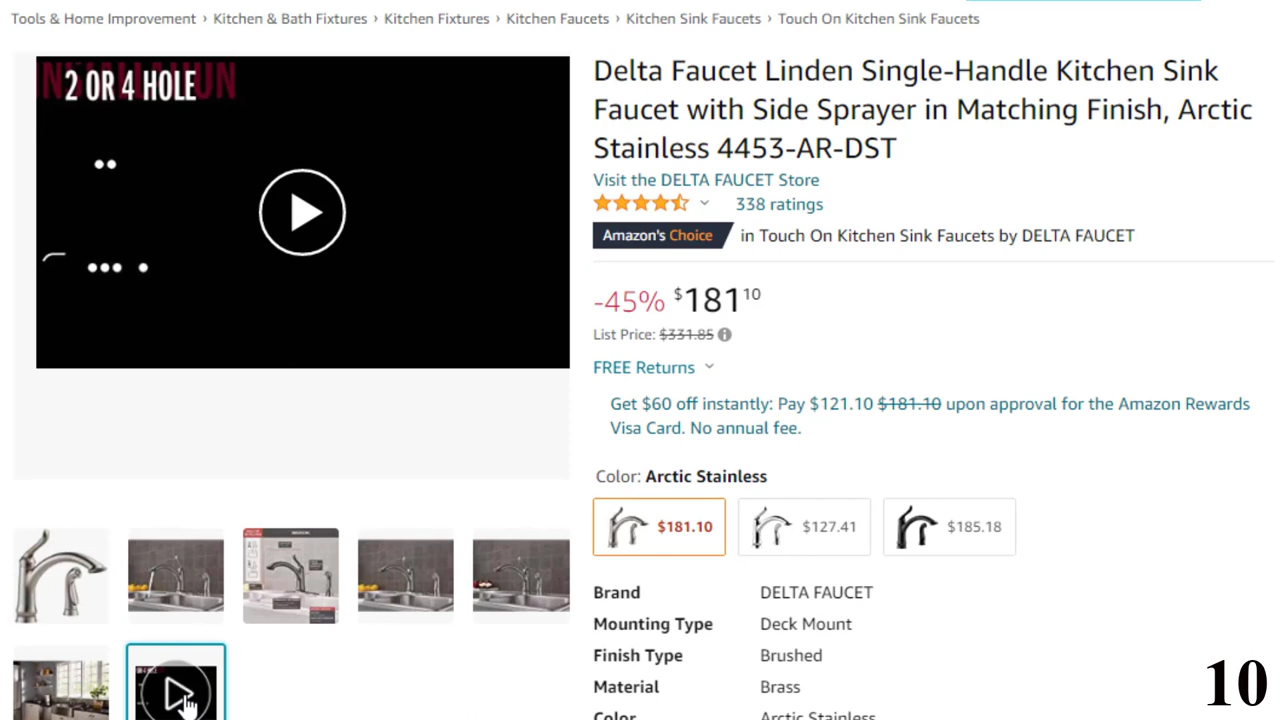 Tools & Home Improvement › Kitchen & Bath Fixtures › Kitchen Fixtures › Kitchen Faucets › Kitchen Sink Faucets › Touch On Kitchen Sink Faucets
2 OR 4 HOLE
Delta Faucet Linden Single-Handle Kitchen Sink
Faucet with Side Sprayer in Matching Finish, Arctic
Stainless 4453-AR-DST
Visit the DELTA FAUCET Store
338 ratings
Amazon's Choice in Touch On Kitchen Sink Faucets by DELTA FAUCET
-45% $181 10
List Price: $331.85
FREE Returns
Get $60 off instantly: Pay $121.10 $181.10 upon approval for the Amazon Rewards
Visa Card. No annual fee.
Color: Arctic Stainless
$181.10 $127.41 $185.18
Brand DELTA FAUCET
Mounting Type Deck Mount
Finish Type Brushed
Material Brass
Color Arctic Stainless
10